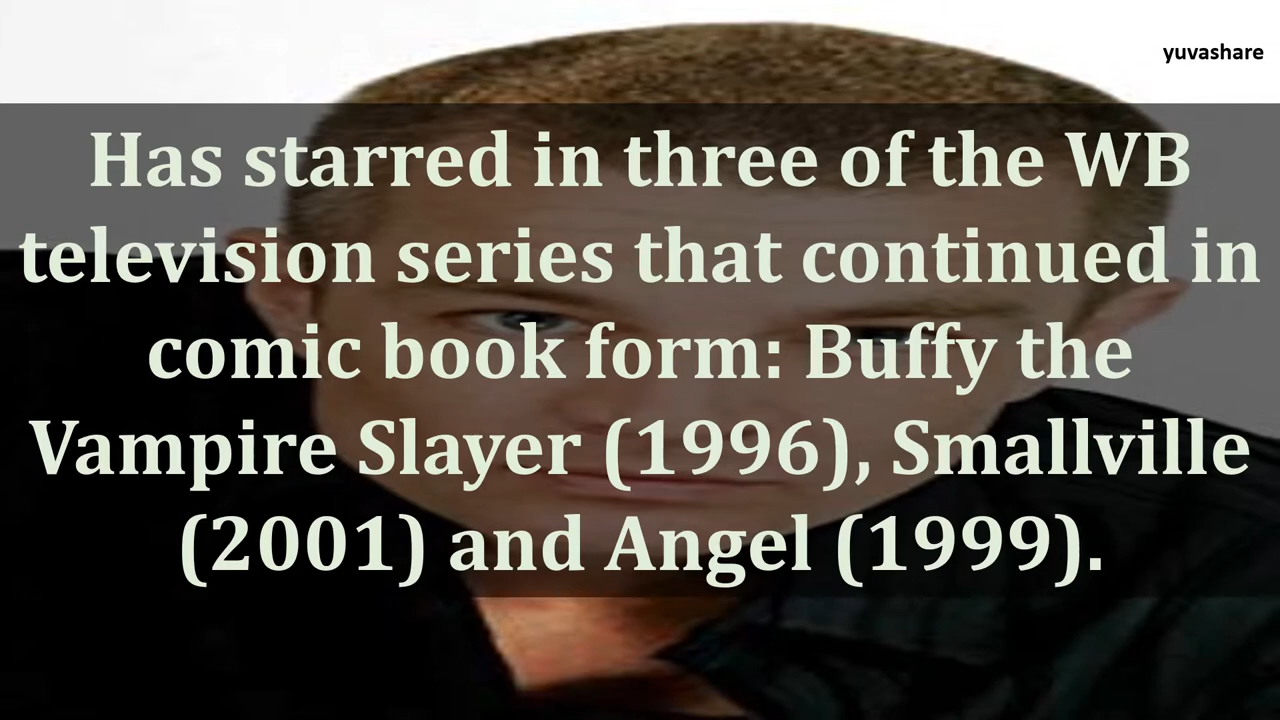 yuvashare
Has starred in three of the WB
television series that continued in
comic book form: Buffy the
Vampire Slayer (1996), Smallville
(2001) and Angel (1999).